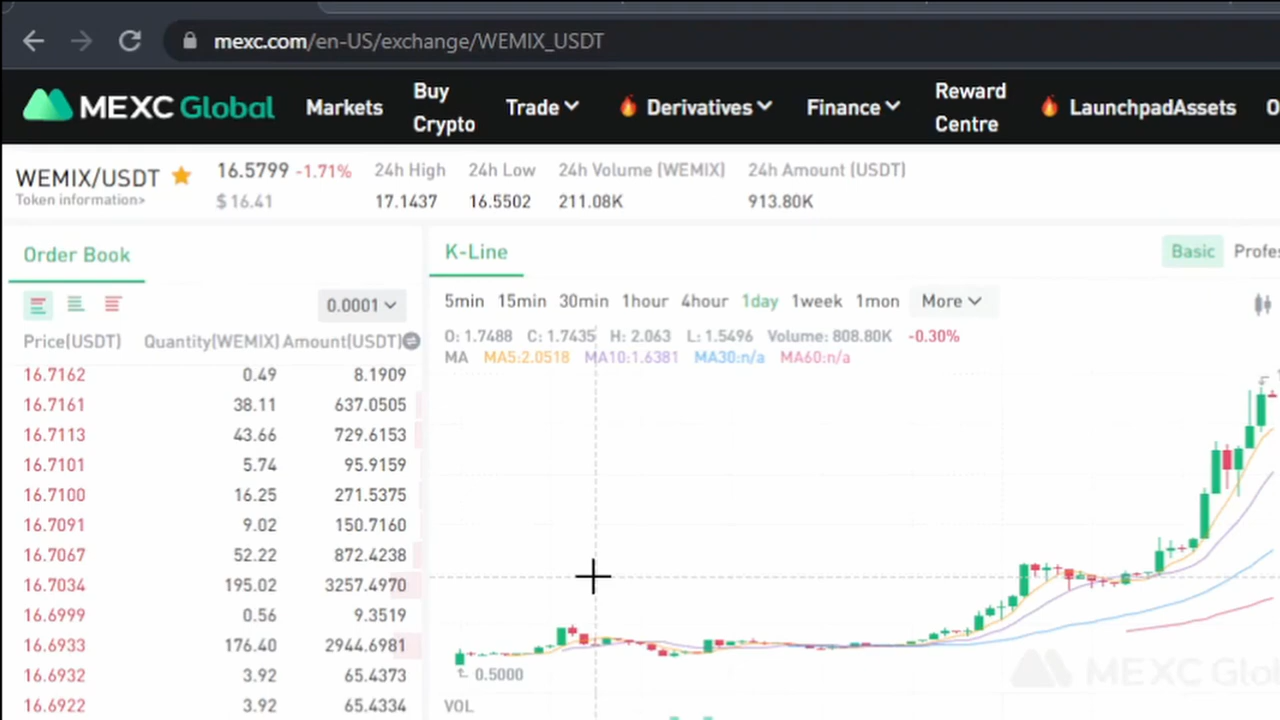 mexc.com/en-US/exchange/WEMIX_USDT
MEXC Global Markets Buy Crypto Trade Derivatives Finance Reward Centre LaunchpadAssets
WEMIX/USDT 16.5799 -1.71% 24h High 24h Low 24h Volume (WEMIX) 24h Amount (USDT)
Token information> $ 16.41 17.1437 16.5502 211.08K 913.80K
Order Book
K-Line Basic
0.0001
5min 15min 30min 1hour 4hour 1day 1week 1mon More
O: 1.7488 C: 1.7435 H: 2.063 L: 1.5496 Volume: 808.80K -0.30%
MA MA5:2.0518 MA10:1.6381 MA30:n/a MA60:n/a
Price(USDT) Quantity(WEMIX) Amount(USDT)
16.7162 0.49 8.1909
16.7161 38.11 637.0505
16.7113 43.66 729.6153
16.7101 5.74 95.9159
16.7100 16.25 271.5375
16.7091 9.02 150.7160
16.7067 52.22 872.4238
16.7034 195.02 3257.4970
16.6999 0.56 9.3519
16.6933 176.40 2944.6981
16.6932 3.92 65.4373
16.6922 3.92 65.4334
0.5000
MEXC Glob
VOL